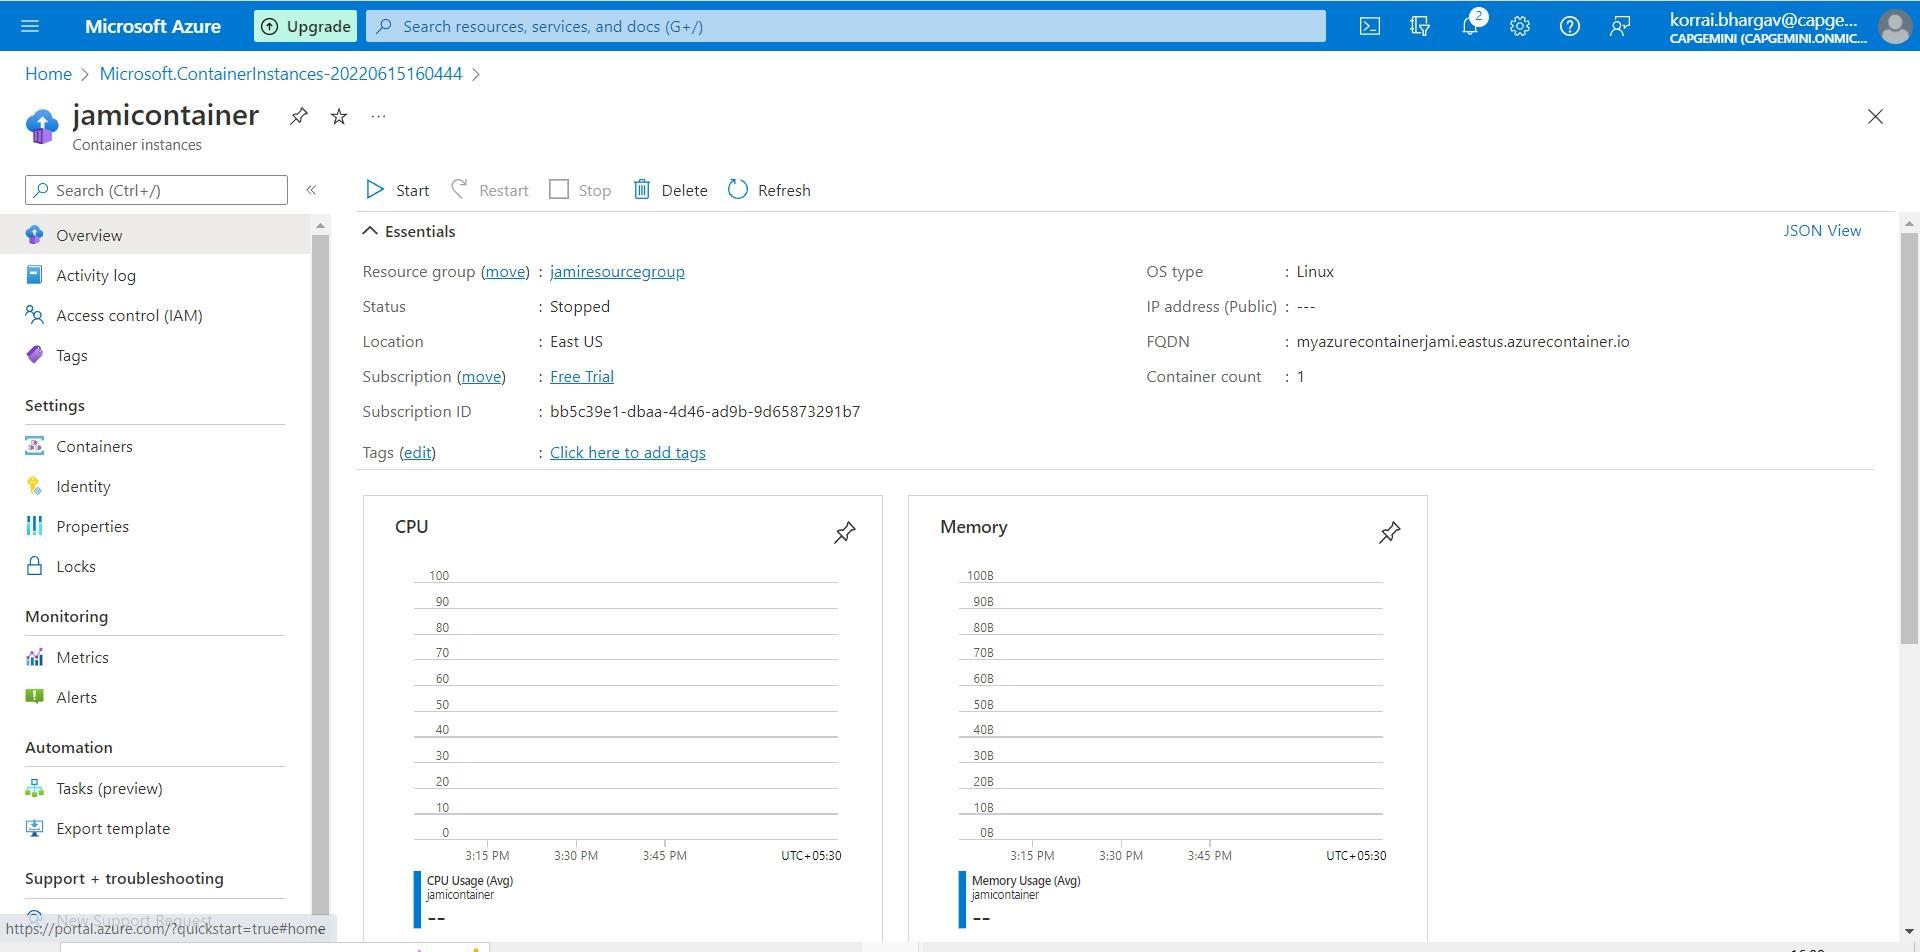 Microsoft Azure
Upgrade
Search resources, services, and docs (G+/)
2
korrai.bhargav@capge...
CAPGEMINI (CAPGEMINI.ONMIC...
Home > Microsoft.ContainerInstances-20220615160444 >
jamicontainer
...
Container instances
Search (Ctrl+/)
«
Start
Restart
Stop
Delete
Refresh
Overview
Activity log
Access control (IAM)
Tags
Settings
Containers
Identity
Properties
Locks
Monitoring
Metrics
Alerts
Automation
Tasks (preview)
Export template
Support + troubleshooting
New Support Request
https://portal.azure.com/?quickstart=true#home
Essentials
JSON View
Resource group (move) : jamiresourcegroup
Status : Stopped
Location : East US
Subscription (move) : Free Trial
Subscription ID : bb5c39e1-dbaa-4d46-ad9b-9d65873291b7
Tags (edit) : Click here to add tags
OS type : Linux
IP address (Public) : ---
FQDN : myazurecontainerjami.eastus.azurecontainer.io
Container count : 1
CPU
100
90
80
70
60
50
40
30
20
10
0
3:15 PM 3:30 PM 3:45 PM UTC+05:30
CPU Usage (Avg)
jamicontainer
--
Memory
100B
90B
80B
70B
60B
50B
40B
30B
20B
10B
0B
3:15 PM 3:30 PM 3:45 PM UTC+05:30
Memory Usage (Avg)
jamicontainer
--